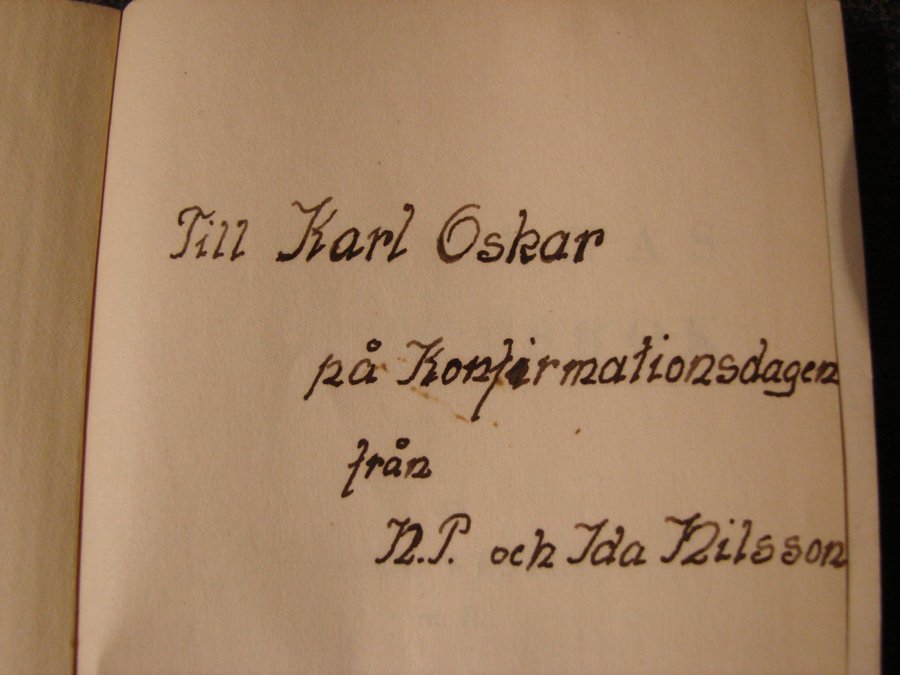 Till Karl Oskar
på Konfirmationsdagen
från
N.P. och Ida Nilsson